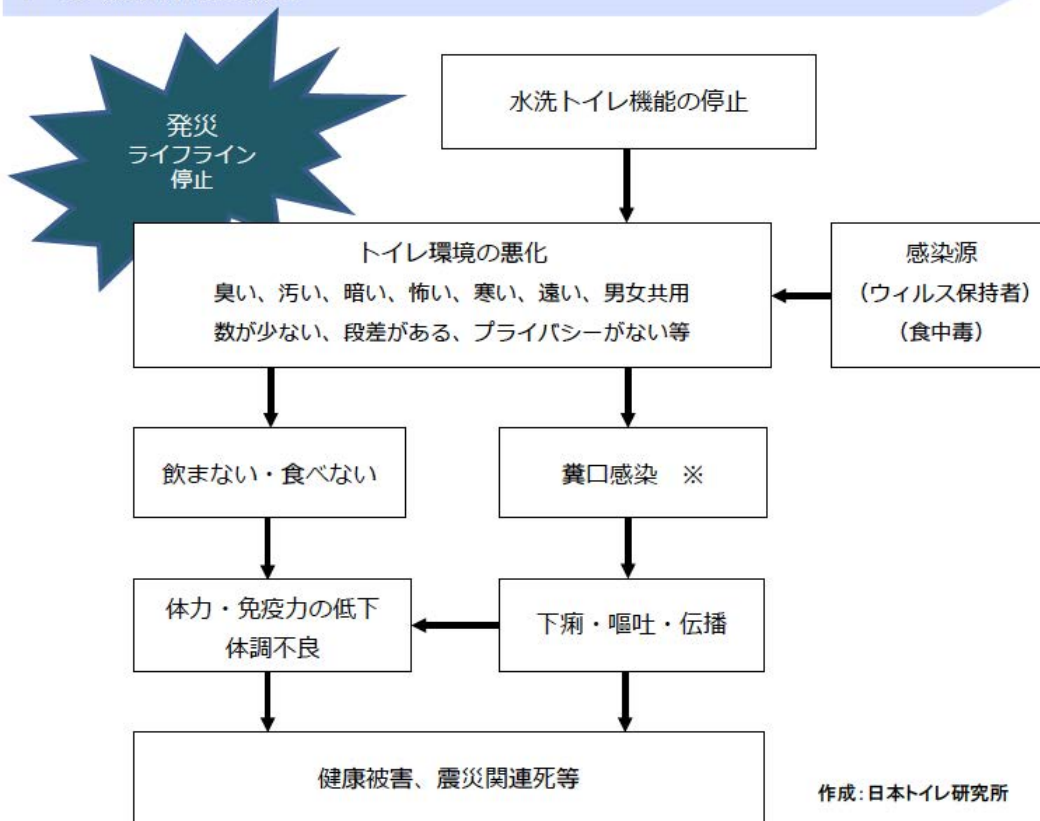 発災
ライフライン
停止
水洗トイレ機能の停止
トイレ環境の悪化
臭い、汚い、暗い、怖い、寒い、遠い、男女共用
数が少ない、段差がある、プライバシーがない等
感染源
（ウィルス保持者）
（食中毒）
飲まない・食べない
糞口感染　※
体力・免疫力の低下
体調不良
下痢・嘔吐・伝播
健康被害、震災関連死等
作成：日本トイレ研究所